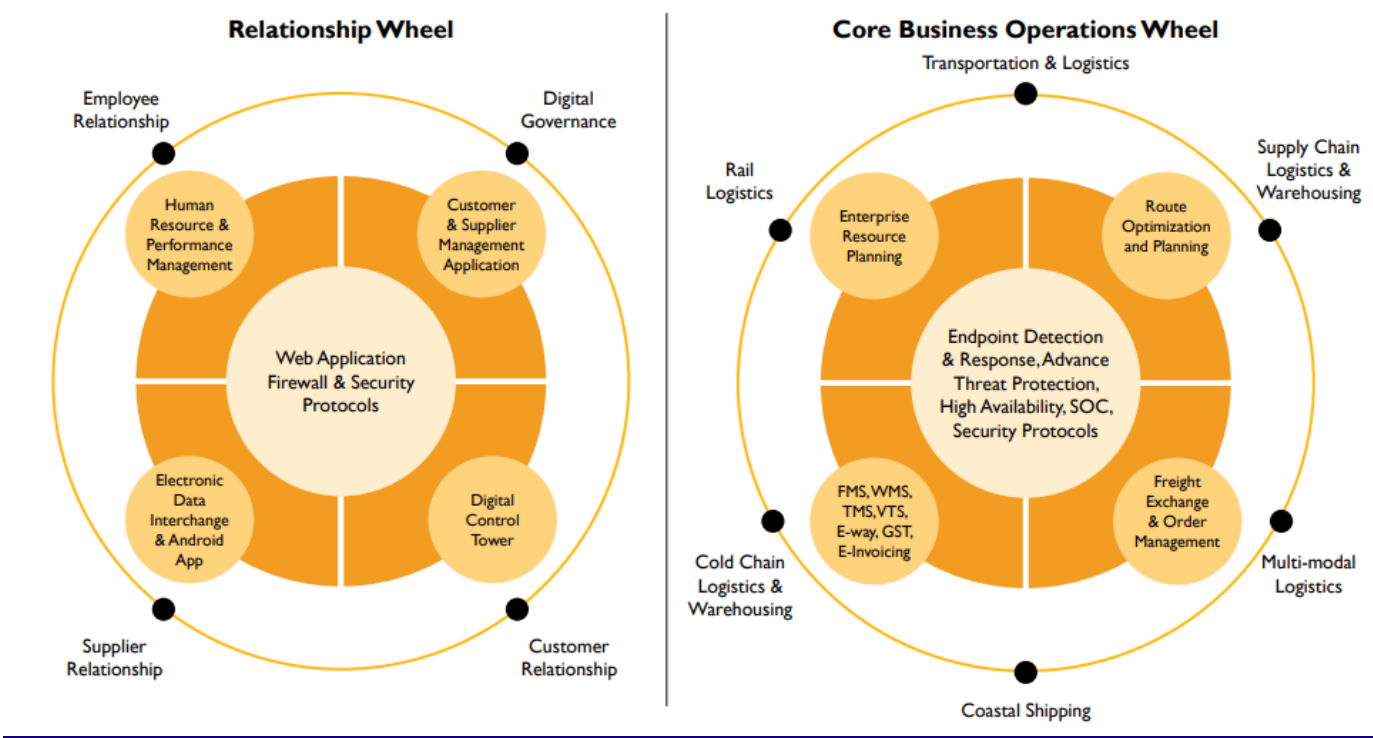 Relationship Wheel
Employee
Relationship
Digital
Governance
Human
Resource &
Performance
Management
Customer
& Supplier
Management
Application
Web Application
Firewall & Security
Protocols
Electronic
Data
Interchange
& Android
App
Digital
Control
Tower
Supplier
Relationship
Customer
Relationship
Core Business Operations Wheel
Transportation & Logistics
Rail
Logistics
Supply Chain
Logistics &
Warehousing
Enterprise
Resource
Planning
Route
Optimization
and Planning
Endpoint Detection
& Response, Advance
Threat Protection,
High Availability, SOC,
Security Protocols
FMS, WMS,
TMS, VTS,
E-way, GST,
E-Invoicing
Freight
Exchange
& Order
Management
Cold Chain
Logistics &
Warehousing
Multi-modal
Logistics
Coastal Shipping